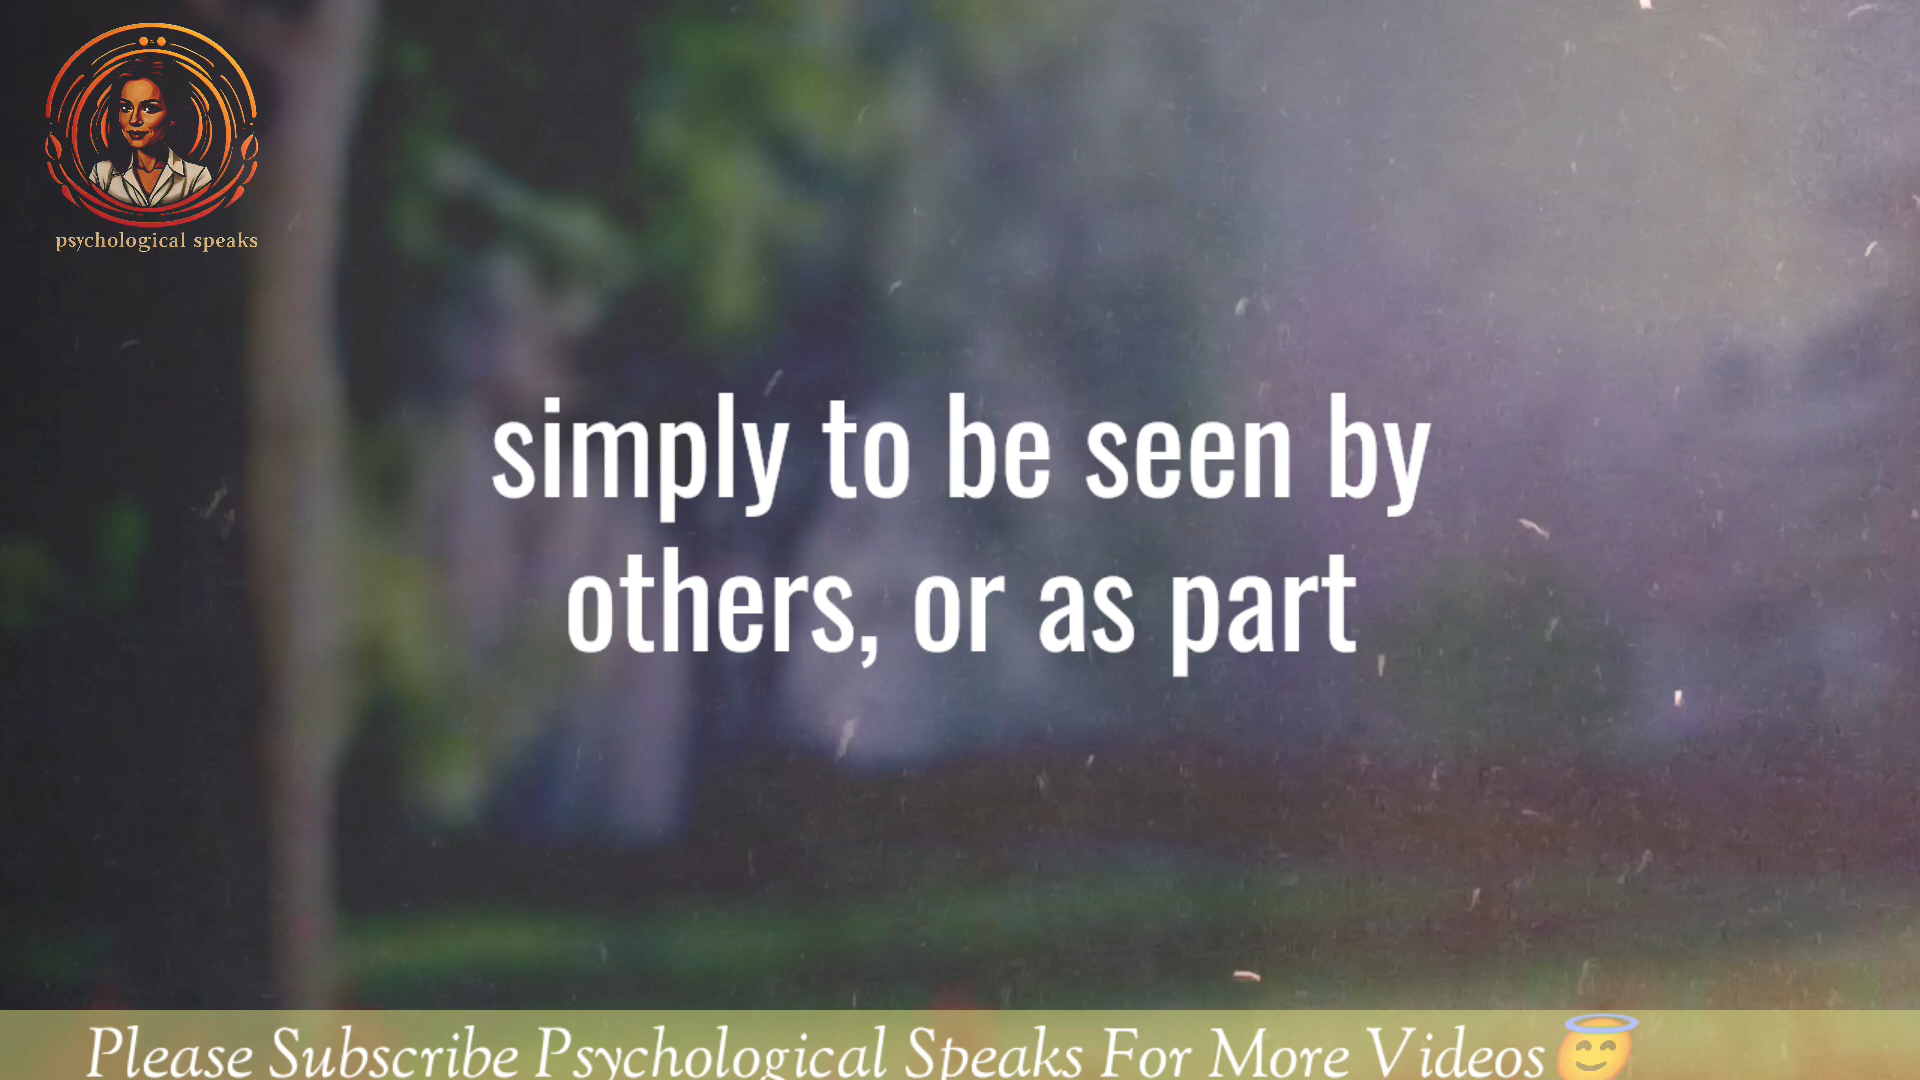 psychological speaks
simply to be seen by
others, or as part
Please Subscribe Psychological Speaks For More Videos 😇